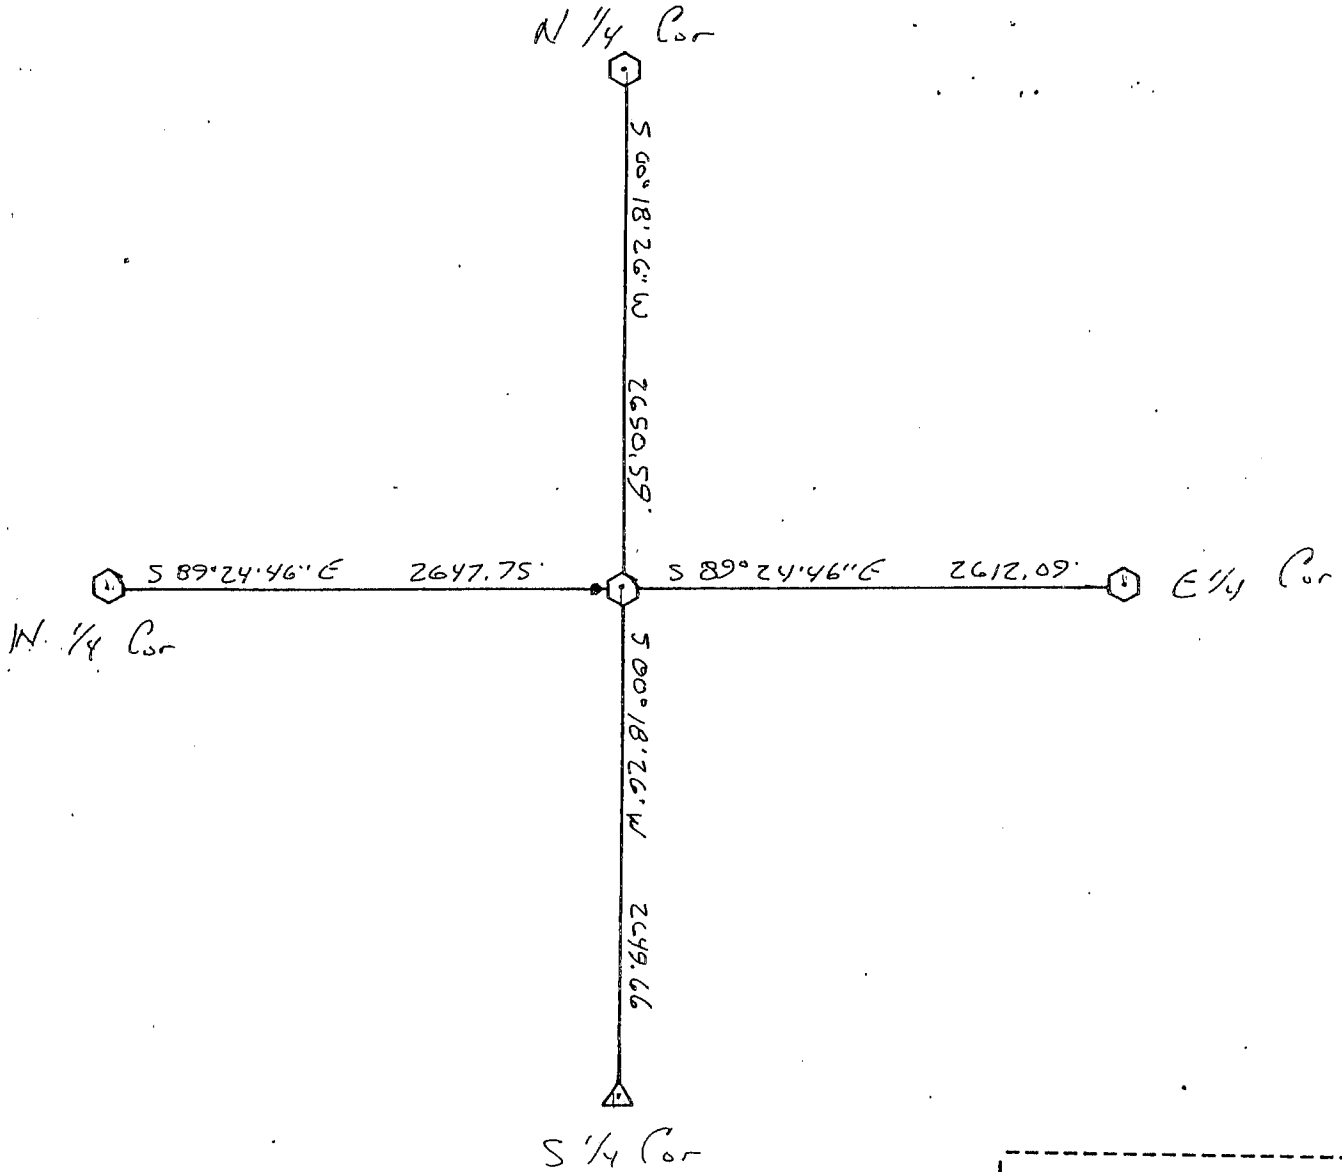 N 1/4 Cor
S 00°18'26" W 2650.59'
S 89°24'46" E 2647.75'
S 89°24'46" E 2612.09'
E 1/4 Cor
W. 1/4 Cor
S 00°18'26" W 2649.66
S 1/4 Cor